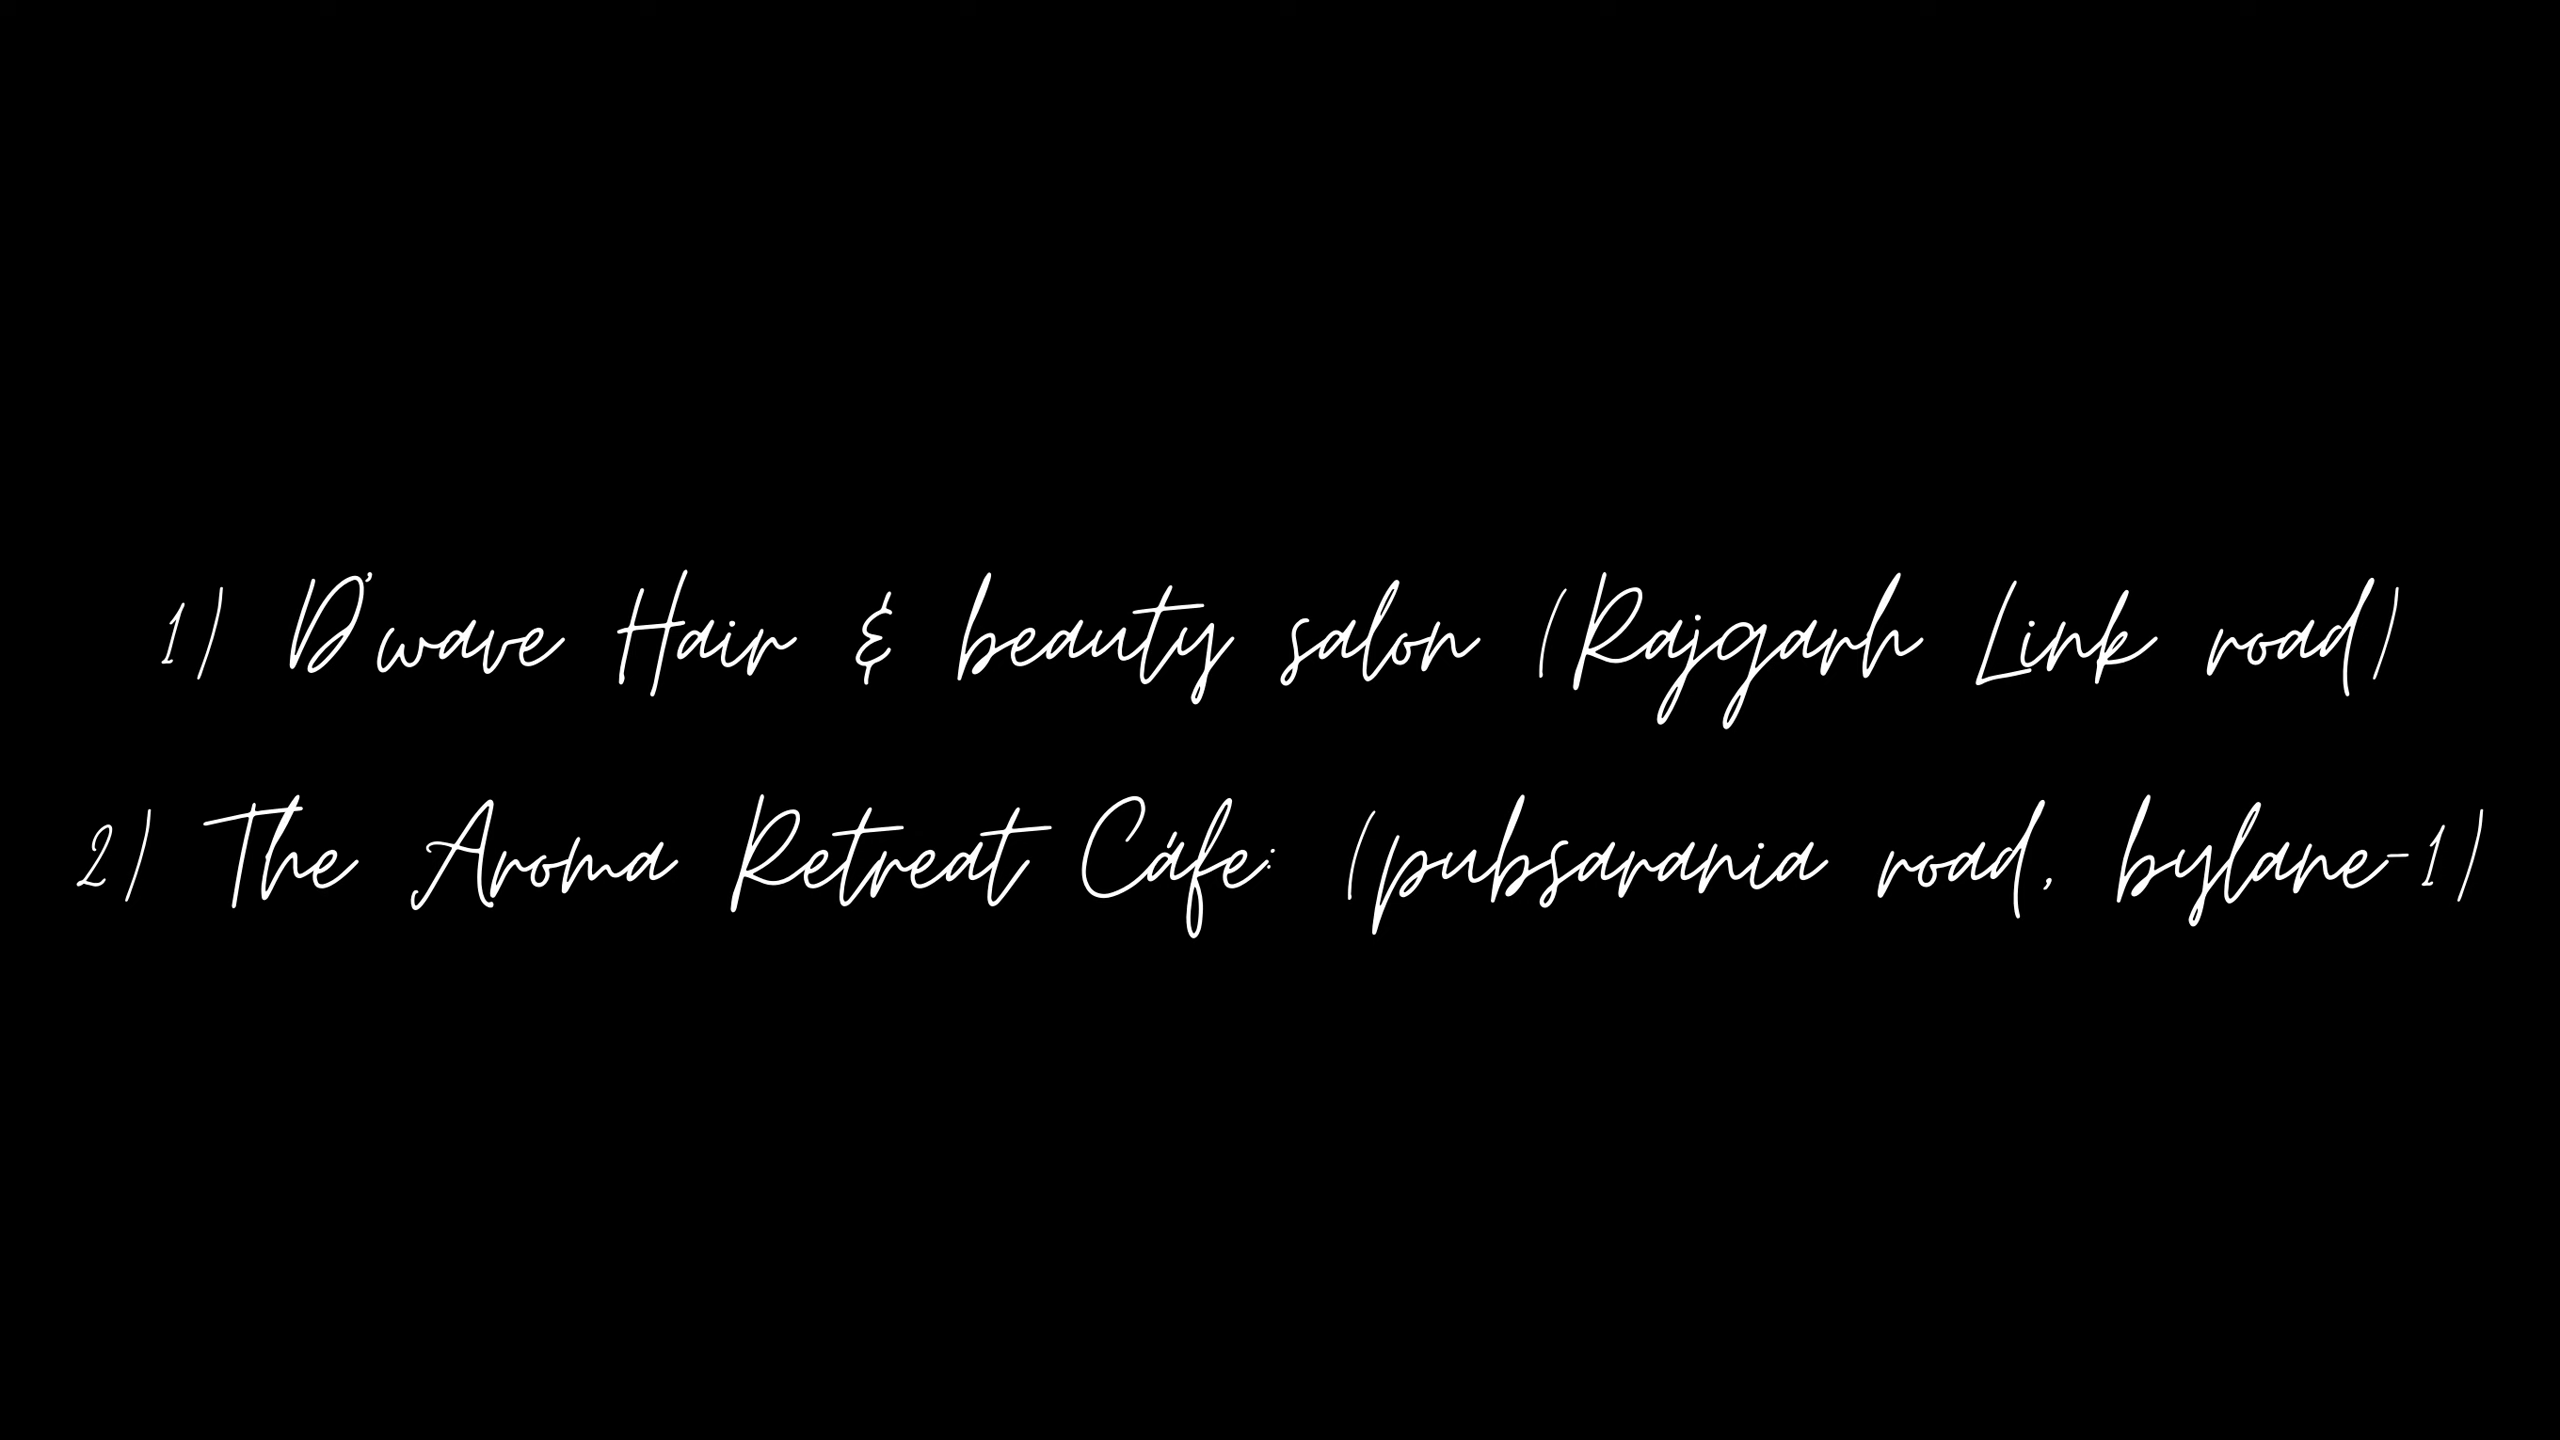 1) D'wave Hair & beauty salon (Rajgarh Link road)
2) The Aroma Retreat Cáfe: (pubsarania road, bylane-1)